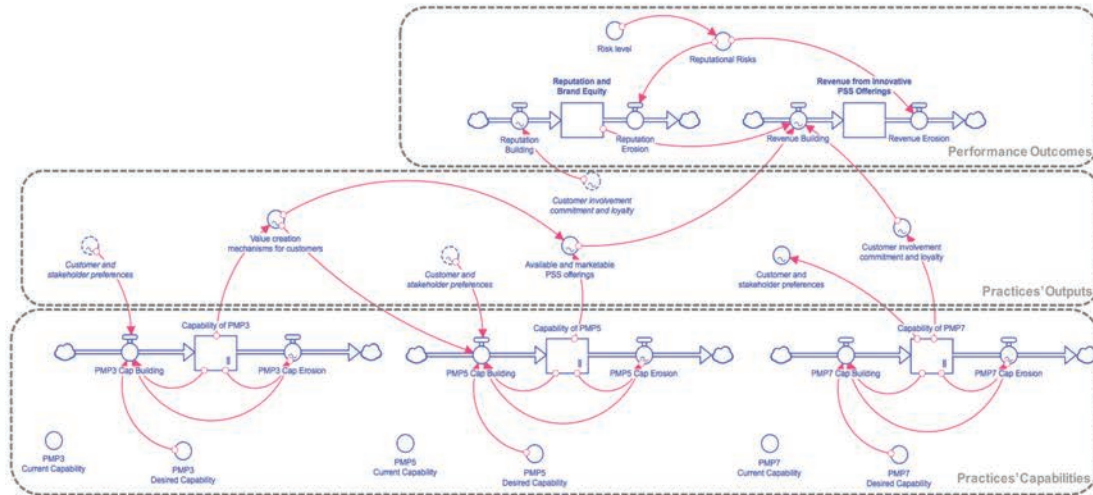 Risk level
Reputational Risks
Reputation and
Brand Equity
Revenue from Innovative
PSS Offerings
Reputation
Building
Reputation
Erosion
Revenue Building
Revenue Erosion
Performance Outcomes
Customer involvement
commitment and loyalty
Value creation
mechanisms for customers
Customer and
stakeholder preferences
Customer and
stakeholder preferences
Available and marketable
PSS offerings
Customer and
stakeholder preferences
Customer involvement
commitment and loyalty
Practices' Outputs
Capability of PMP3
PMP3 Cap Building
PMP3 Cap Erosion
Capability of PMP5
PMP5 Cap Building
PMP5 Cap Erosion
Capability of PMP7
PMP7 Cap Building
PMP7 Cap Erosion
PMP3
Current Capability
PMP3
Desired Capability
PMP5
Current Capability
PMP5
Desired Capability
PMP7
Current Capability
PMP7
Desired Capability
Practices' Capabilities